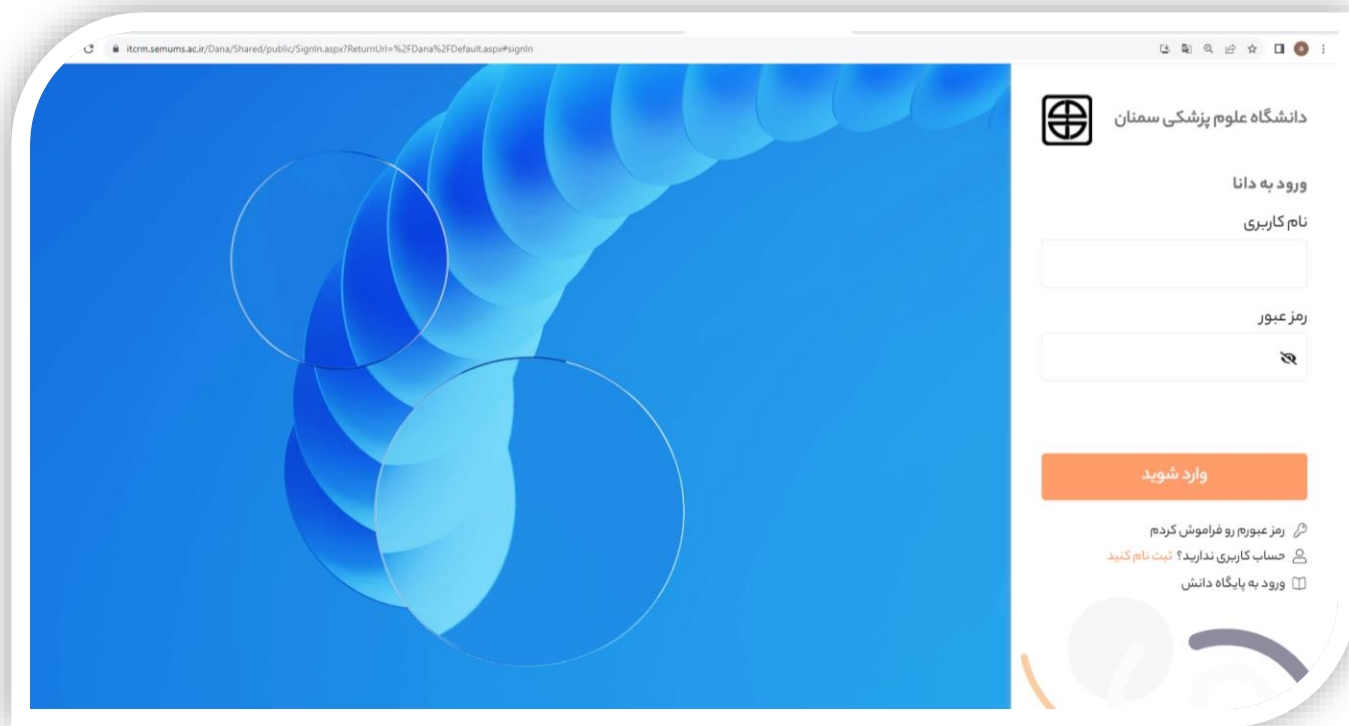 itcrm.semums.ac.ir/Dana/Shared/public/SignIn.aspx?ReturnUrl=%2FDana%2FDefault.aspx#signIn
دانشگاه علوم پزشکی سمنان
ورود به دانا
نام کاربری
رمز عبور
وارد شوید
رمز عبورم رو فراموش کردم
حساب کاربری ندارید؟ ثبت نام کنید
ورود به پایگاه دانش